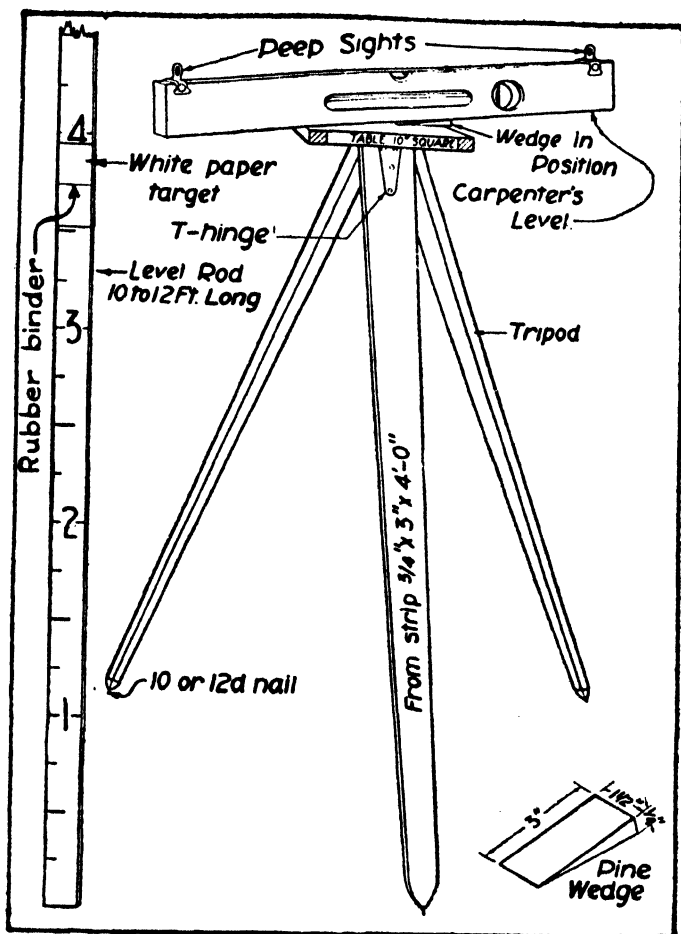 Peep Sights
4
TABLE 10" SQUARE
Wedge In
Position
White paper
target
Carpenter's
Level
T-hinge
Level Rod
10 to 12 Ft. Long
Rubber binder
3
Tripod
2
From strip 3/4" x 3" x 4'-0"
10 or 12d nail
1
3"
1 1/2"
Pine
Wedge